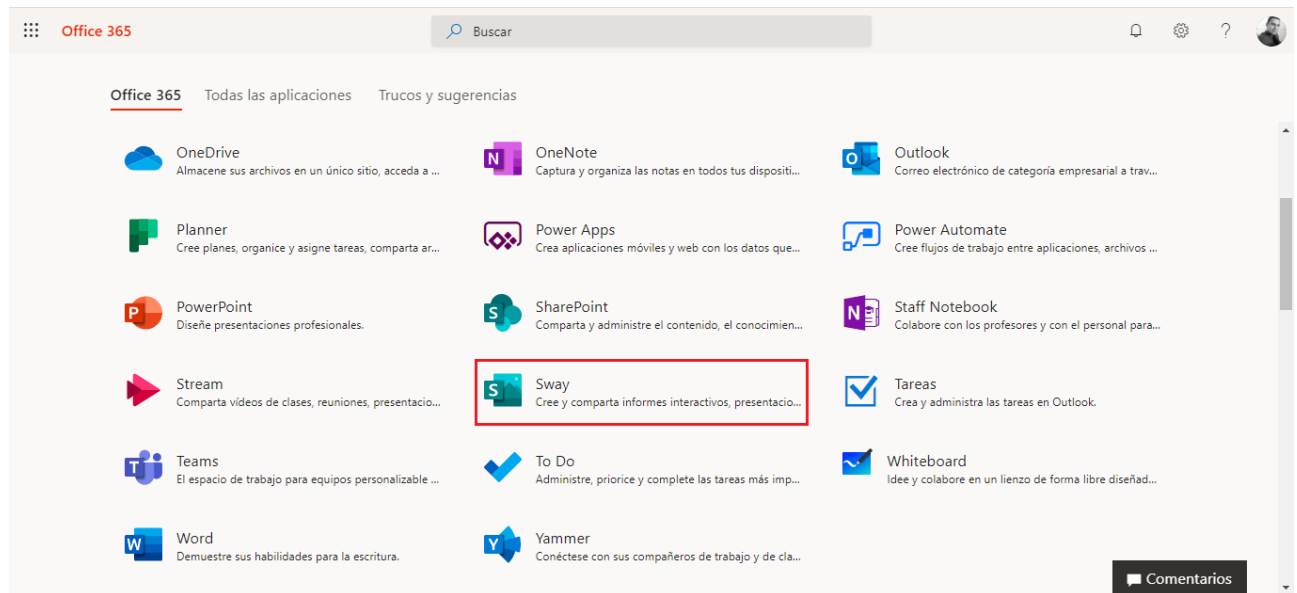 Office 365
Buscar
?
Office 365 Todas las aplicaciones Trucos y sugerencias
OneDrive
Almacene sus archivos en un único sitio, acceda a ...
OneNote
Captura y organiza las notas en todos tus dispositi...
Outlook
Correo electrónico de categoría empresarial a trav...
Planner
Cree planes, organice y asigne tareas, comparta ar...
Power Apps
Crea aplicaciones móviles y web con los datos que...
Power Automate
Cree flujos de trabajo entre aplicaciones, archivos ...
PowerPoint
Diseñe presentaciones profesionales.
SharePoint
Comparta y administre el contenido, el conocimien...
Staff Notebook
Colabore con los profesores y con el personal para...
Stream
Comparta vídeos de clases, reuniones, presentacio...
Sway
Cree y comparta informes interactivos, presentacio...
Tareas
Crea y administra las tareas en Outlook.
Teams
El espacio de trabajo para equipos personalizable ...
To Do
Administre, priorice y complete las tareas más imp...
Whiteboard
Idee y colabore en un lienzo de forma libre diseñad...
Word
Demuestre sus habilidades para la escritura.
Yammer
Conéctese con sus compañeros de trabajo y de cla...
Comentarios